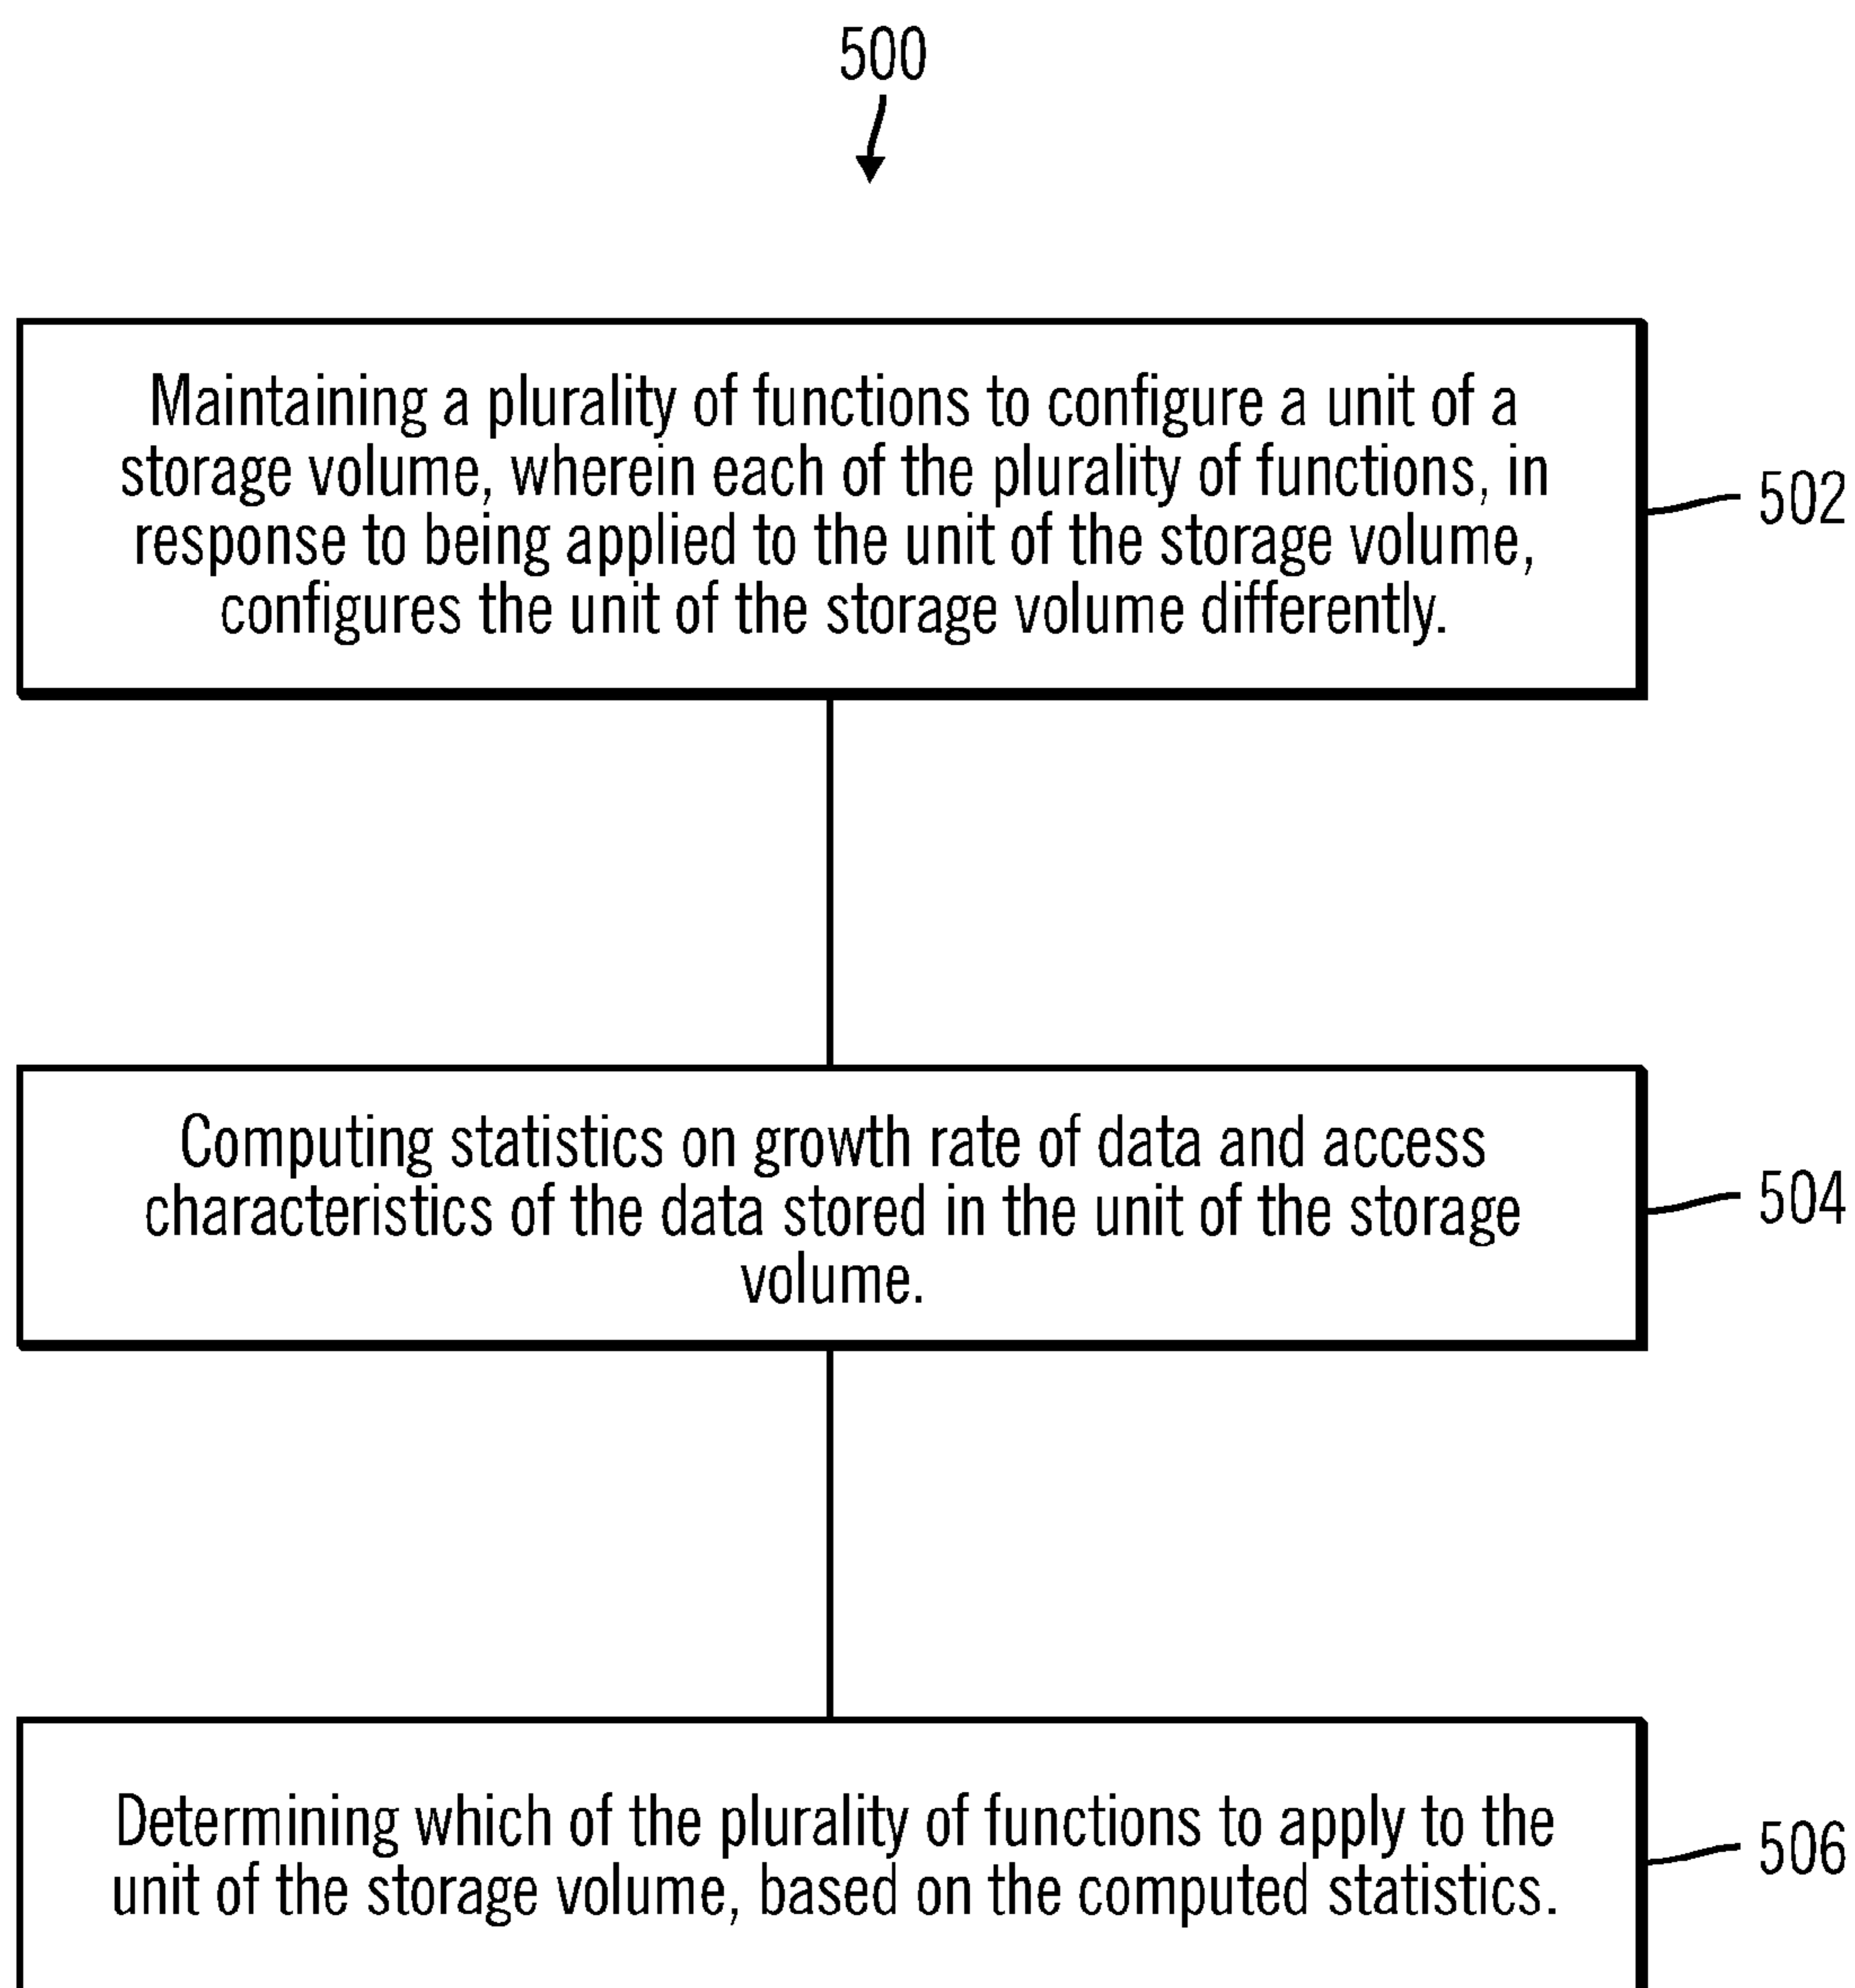 500
Maintaining a plurality of functions to configure a unit of a
storage volume, wherein each of the plurality of functions, in
response to being applied to the unit of the storage volume,
configures the unit of the storage volume differently.
502
Computing statistics on growth rate of data and access
characteristics of the data stored in the unit of the storage
volume.
504
Determining which of the plurality of functions to apply to the
unit of the storage volume, based on the computed statistics.
506